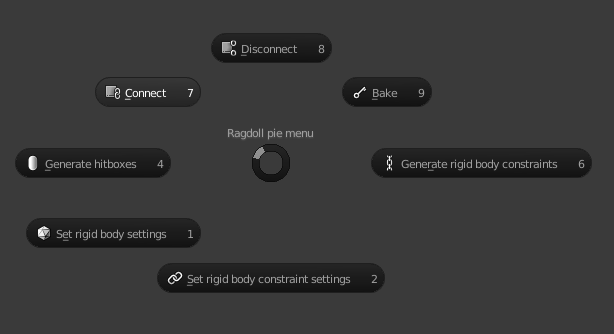 Disconnect 8
Connect 7
Bake 9
Ragdoll pie menu
Generate hitboxes 4
Generate rigid body constraints 6
Set rigid body settings 1
Set rigid body constraint settings 2